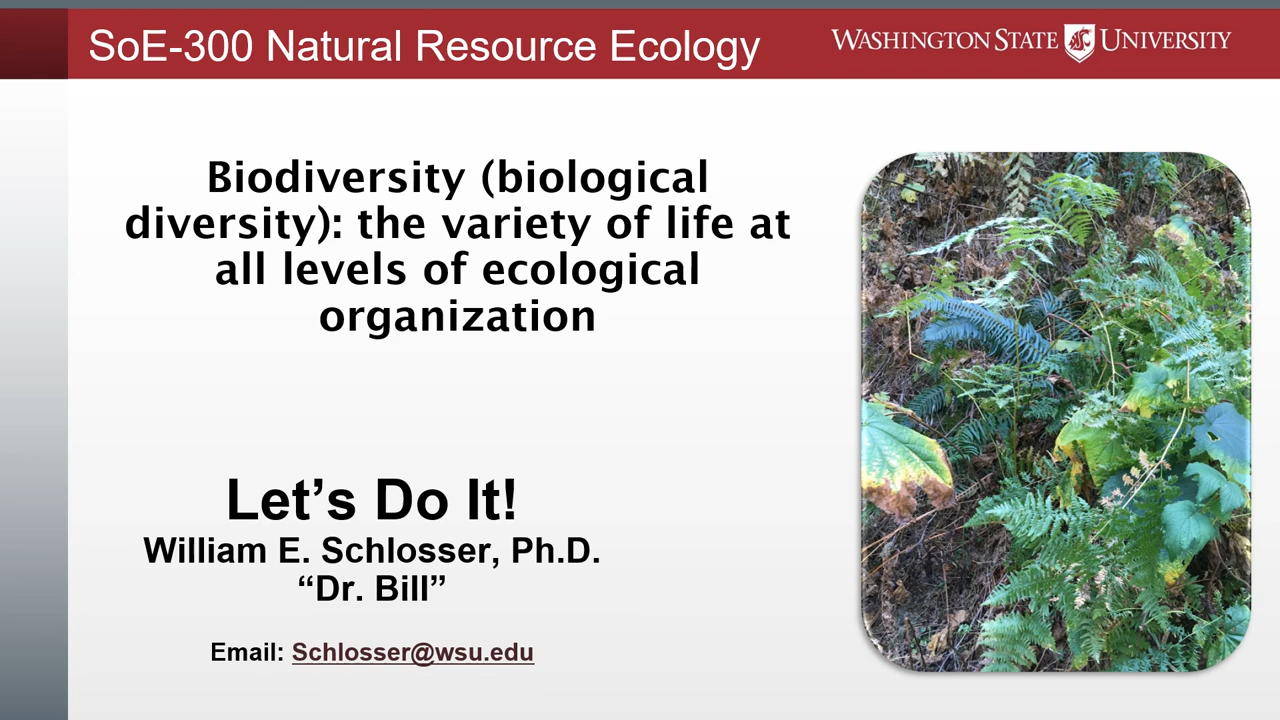 SoE-300 Natural Resource Ecology
WASHINGTON STATE UNIVERSITY
Biodiversity (biological
diversity): the variety of life at
all levels of ecological
organization
Let’s Do It!
William E. Schlosser, Ph.D.
“Dr. Bill”
Email: Schlosser@wsu.edu